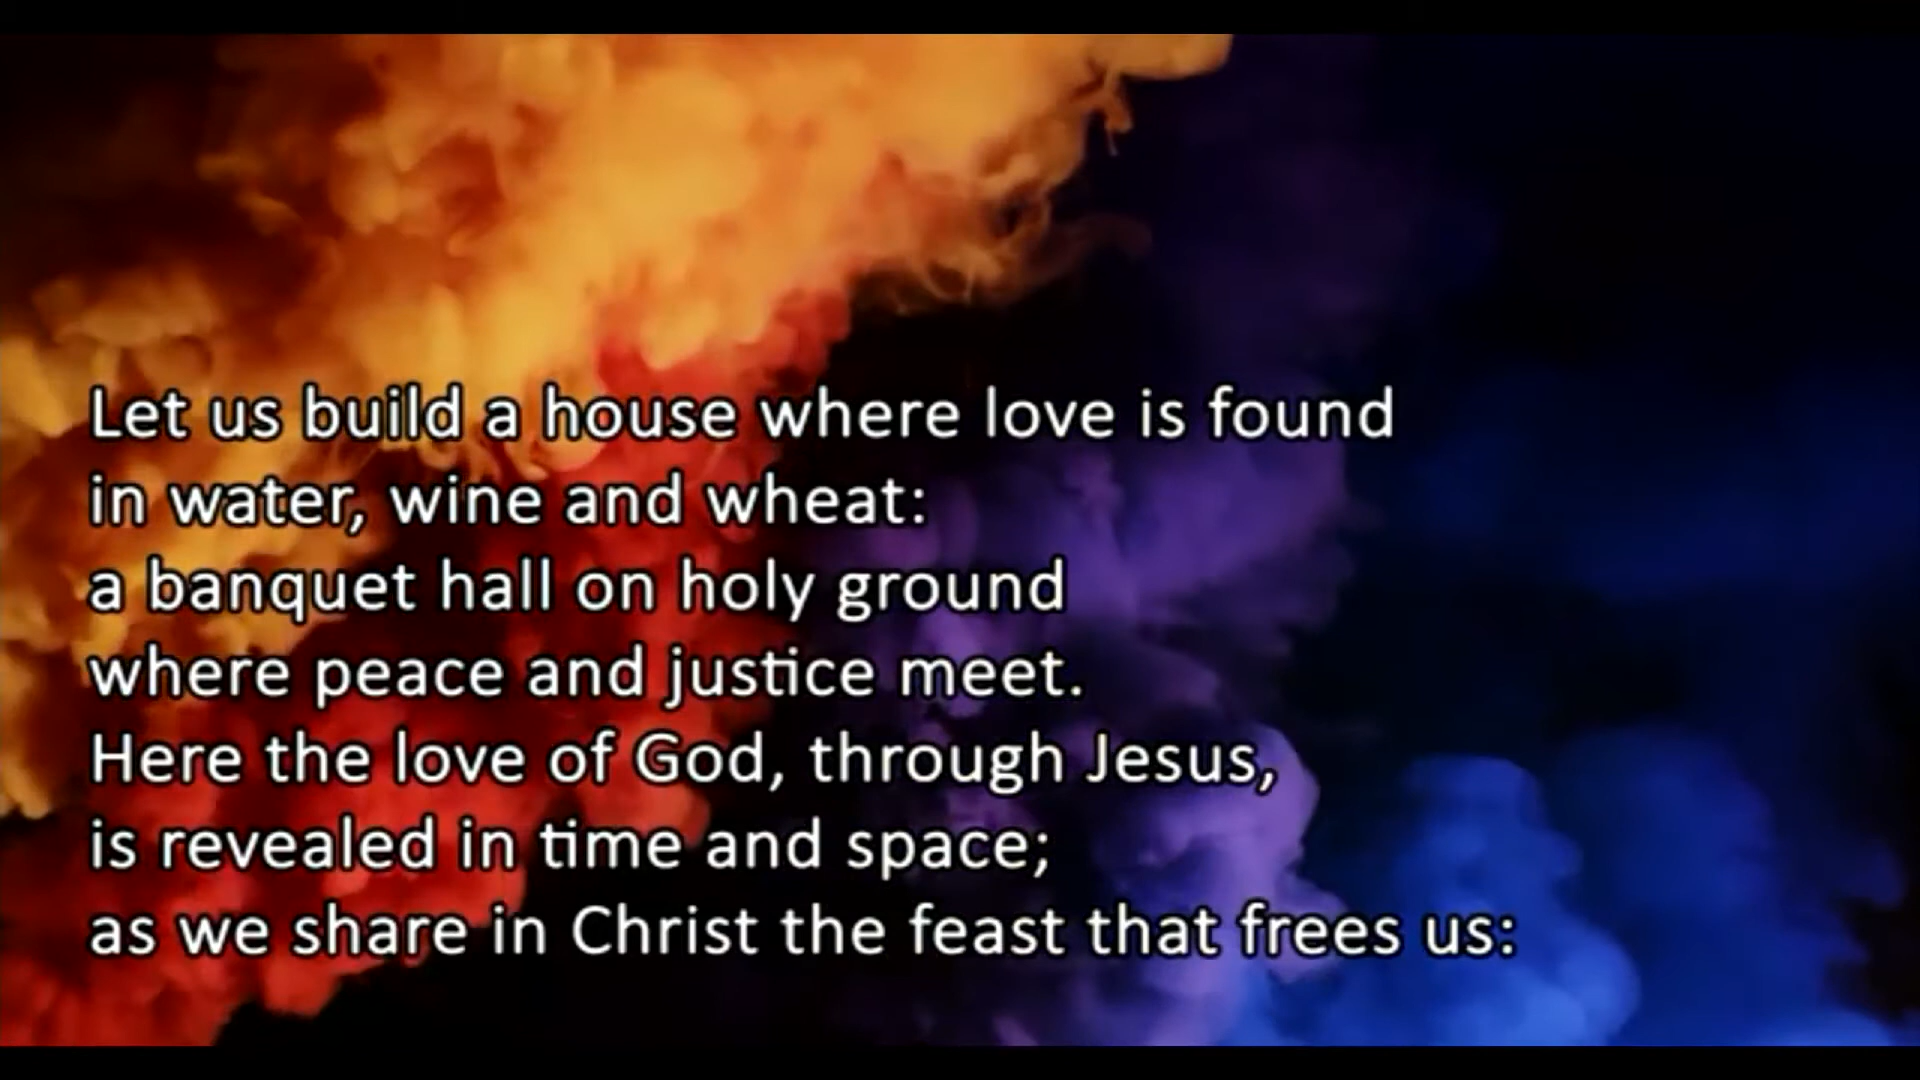 Let us build a house where love is found
in water, wine and wheat:
a banquet hall on holy ground
where peace and justice meet.
Here the love of God, through Jesus,
is revealed in time and space;
as we share in Christ the feast that frees us: